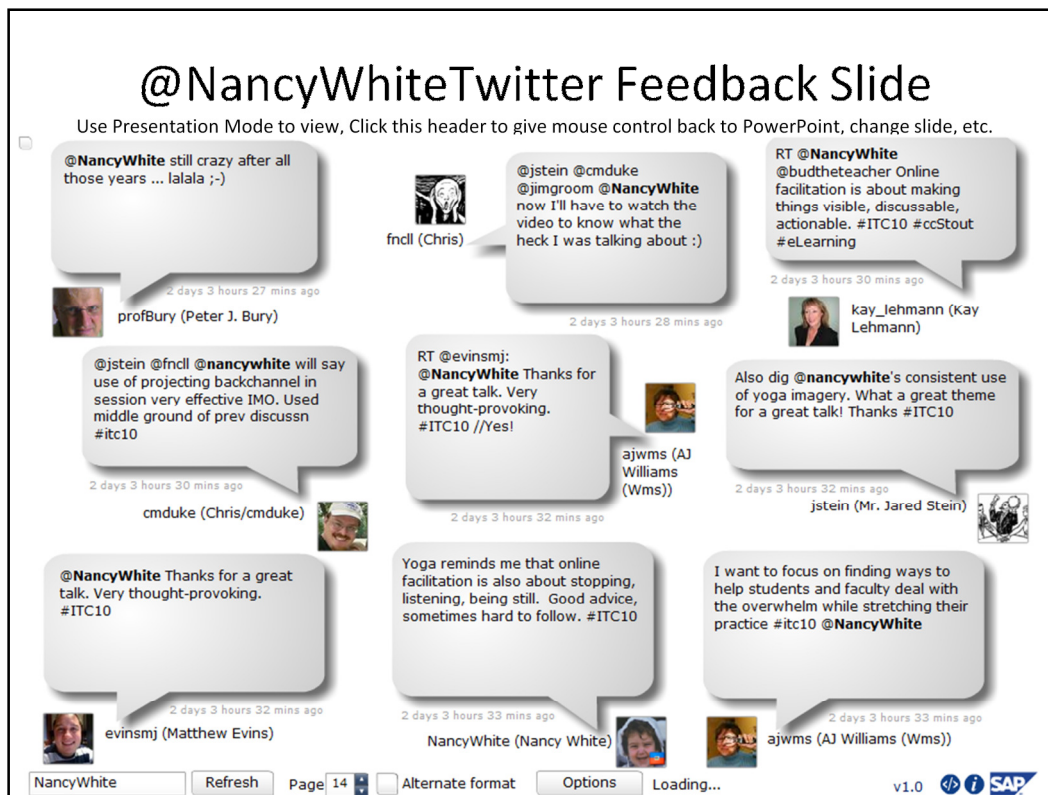 @NancyWhiteTwitter Feedback Slide
Use Presentation Mode to view, Click this header to give mouse control back to PowerPoint, change slide, etc.
@NancyWhite still crazy after all
those years ... lalala ;-)
2 days 3 hours 27 mins ago
profBury (Peter J. Bury)
@jstein @cmduke
@jimgroom @NancyWhite
now I'll have to watch the
video to know what the
heck I was talking about :)
fncll (Chris)
2 days 3 hours 28 mins ago
RT @NancyWhite
@budtheteacher Online
facilitation is about making
things visible, discussable,
actionable. #ITC10 #ccStout
#eLearning
2 days 3 hours 30 mins ago
kay_lehmann (Kay
Lehmann)
@jstein @fncll @nancywhite will say
use of projecting backchannel in
session very effective IMO. Used
middle ground of prev discussn
#itc10
2 days 3 hours 30 mins ago
cmduke (Chris/cmduke)
RT @evinsmj:
@NancyWhite Thanks for
a great talk. Very
thought-provoking.
#ITC10 //Yes!
ajwms (AJ
Williams
(Wms))
2 days 3 hours 32 mins ago
Also dig @nancywhite's consistent use
of yoga imagery. What a great theme
for a great talk! Thanks #ITC10
2 days 3 hours 32 mins ago
jstein (Mr. Jared Stein)
@NancyWhite Thanks for a great
talk. Very thought-provoking.
#ITC10
2 days 3 hours 32 mins ago
evinsmj (Matthew Evins)
Yoga reminds me that online
facilitation is also about stopping,
listening, being still.  Good advice,
sometimes hard to follow. #ITC10
2 days 3 hours 33 mins ago
NancyWhite (Nancy White)
I want to focus on finding ways to
help students and faculty deal with
the overwhelm while stretching their
practice #itc10 @NancyWhite
2 days 3 hours 33 mins ago
ajwms (AJ Williams (Wms))
NancyWhite Refresh Page 14 Alternate format Options Loading... v1.0 SAP